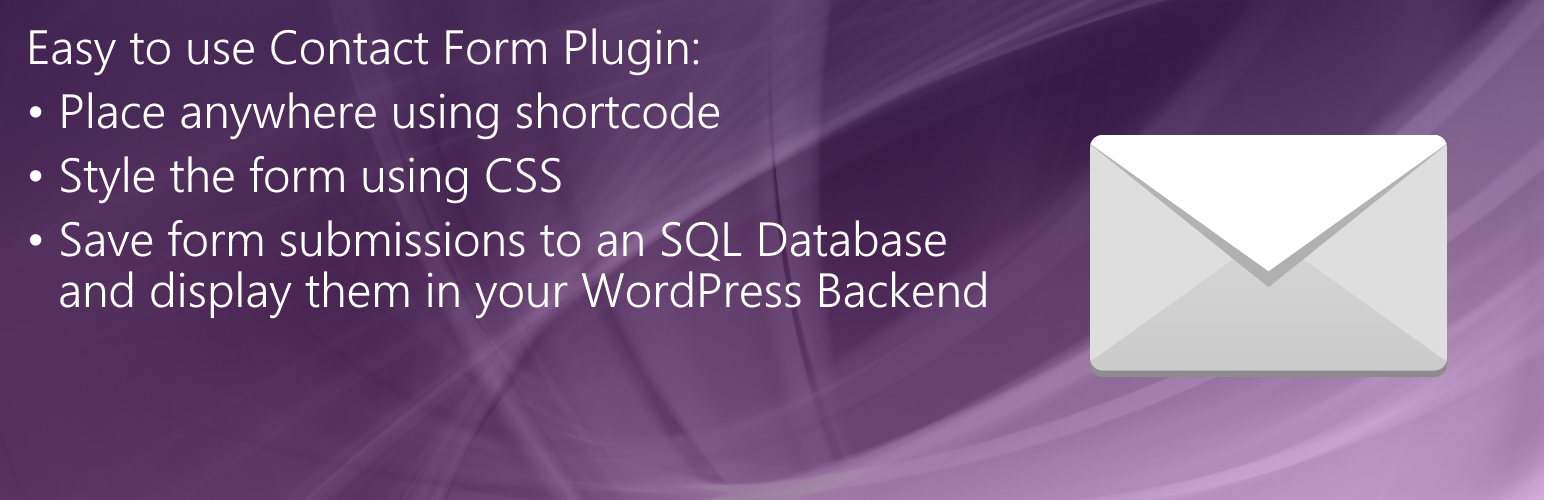 Easy to use Contact Form Plugin:
• Place anywhere using shortcode
• Style the form using CSS
• Save form submissions to an SQL Database
and display them in your WordPress Backend